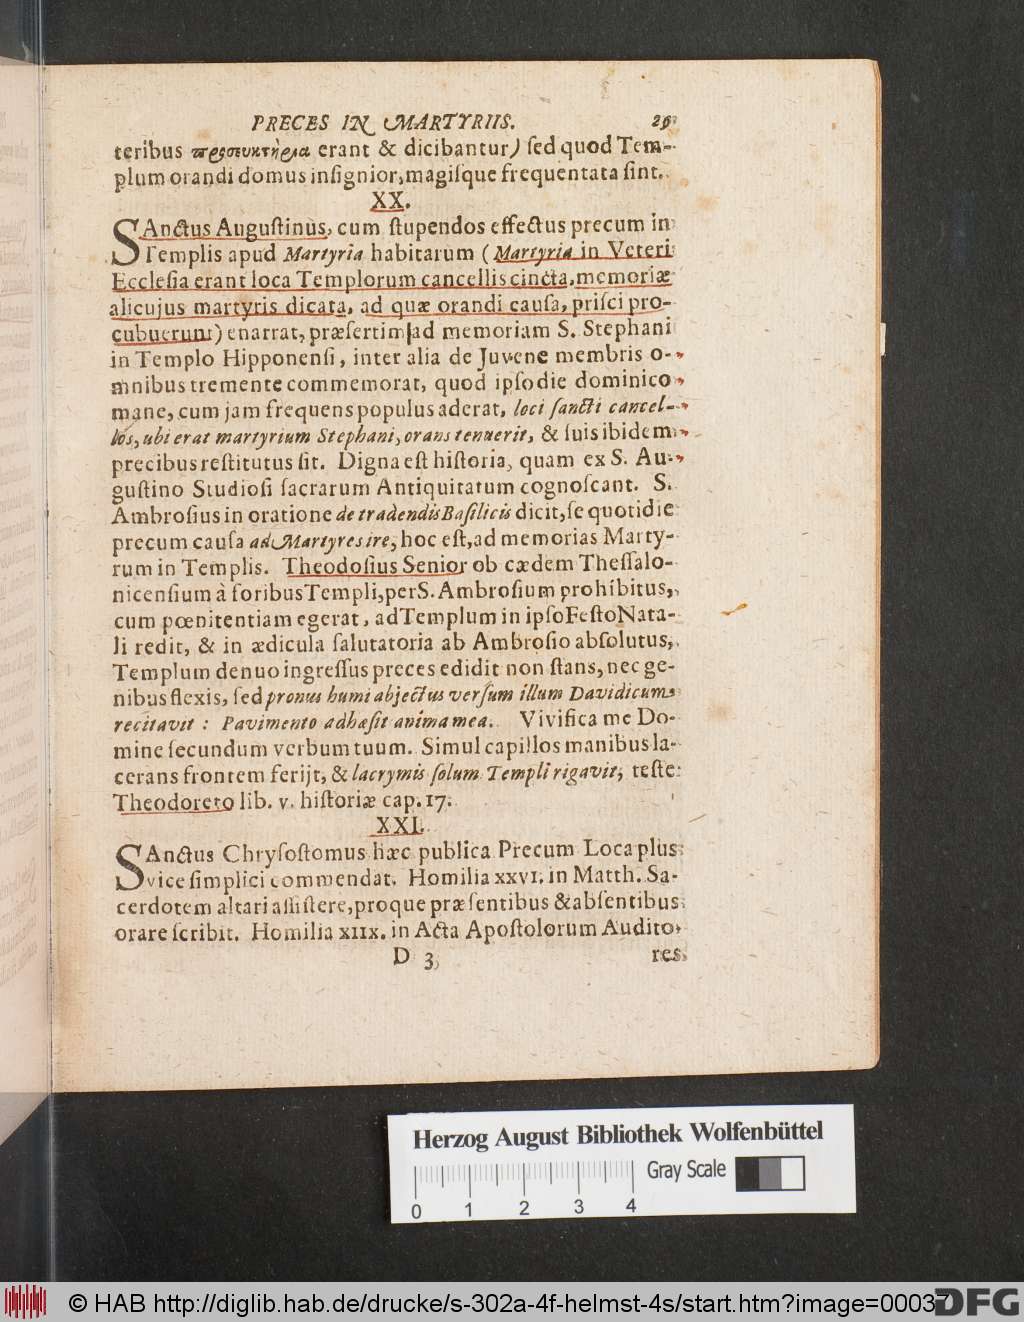 PRECES IN MARTYRIIS. 29
teribus προσευκτήρια erant & dicibantur) ſed quod Tem-
plum orandi domus inſignior, magiſque frequentata ſint.
XX.
SAnctus Auguſtinus, cum ſtupendos effectus precum in
Templis apud Martyria habitarum (Martyria in Veteri
Eccleſia erant loca Templorum cancellis cincta, memoriæ
alicujus martyris dicata, ad quæ orandi cauſa, priſci pro-
cubuerunt) enarrat, præſertim ad memoriam S. Stephani
in Templo Hipponenſi, inter alia de Juvene membris o-
mnibus tremente commemorat, quod ipſo die dominico
mane, cum jam frequens populus aderat, loci ſancti cancel-
los, ubi erat martyrium Stephani, orans tenuerit, & ſuis ibidem
precibus reſtitutus ſit. Digna eſt hiſtoria, quam ex S. Au-
guſtino Studioſi ſacrarum Antiquitatum cognoſcant. S.
Ambroſius in oratione de tradendis Baſilicis dicit, ſe quotidie
precum cauſa ad Martyres ire, hoc eſt, ad memorias Marty-
rum in Templis. Theodoſius Senior ob cædem Theſſalo-
nicenſium à foribus Templi, per S. Ambroſium prohibitus,
cum pœnitentiam egerat, ad Templum in ipſo Feſto Nata-
li redit, & in ædicula ſalutatoria ab Ambroſio abſolutus,
Templum denuo ingreſſus preces edidit non ſtans, nec ge-
nibus flexis, ſed pronus humi abjectus verſum illum Davidicum
recitavit : Pavimento adhæſit anima mea. Vivifica me Do-
mine ſecundum verbum tuum. Simul capillos manibus la-
cerans frontem ferijt, & lacrymis ſolum Templi rigavit, teſte
Theodoreto lib. v. hiſtoriæ cap. 17.
XXI.
SAnctus Chryſoſtomus hæc publica Precum Loca plus
vice ſimplici commendat. Homilia xxvi. in Matth. Sa-
cerdotem altari aſſiſtere, proque præſentibus & abſentibus
orare ſcribit. Homilia xiix. in Acta Apoſtolorum Audito-
D 3 res
Herzog August Bibliothek Wolfenbüttel
Gray Scale
0 1 2 3 4
© HAB http://diglib.hab.de/drucke/s-302a-4f-helmst-4s/start.htm?image=00037
DFG